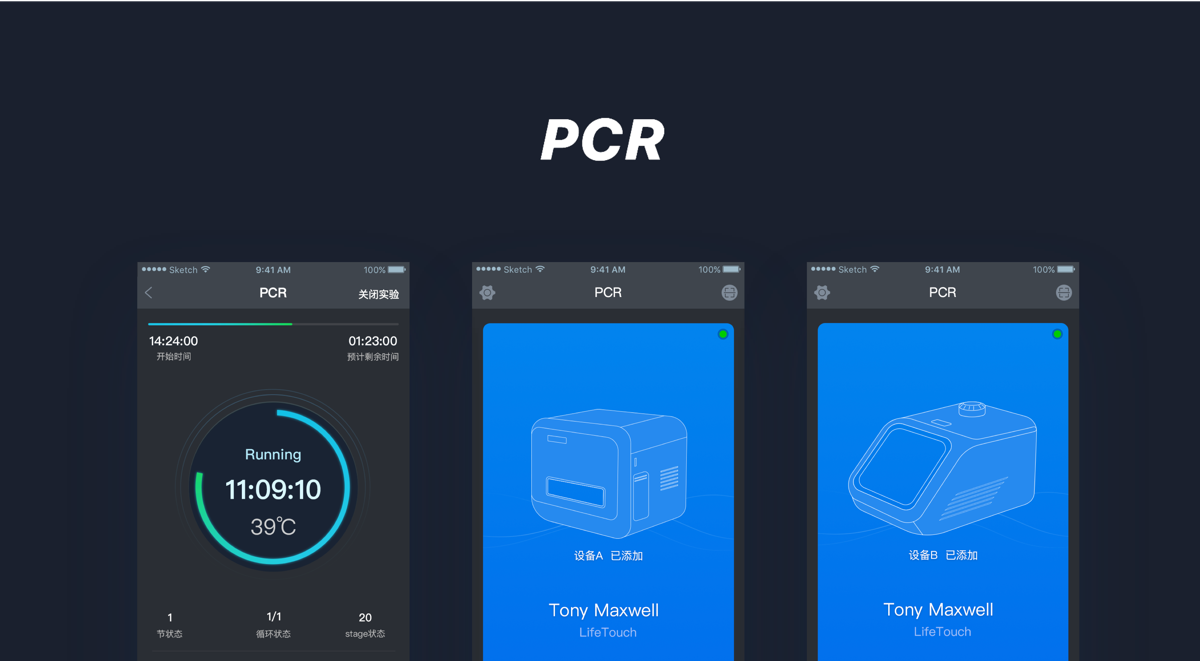 PCR
Sketch 9:41 AM 100%
PCR 关闭实验
14:24:00 01:23:00
开始时间 预计剩余时间
Running
11:09:10
39℃
1 1/1 20
节状态 循环状态 stage状态
Sketch 9:41 AM 100%
PCR
设备A 已添加
Tony Maxwell
LifeTouch
Sketch 9:41 AM 100%
PCR
设备B 已添加
Tony Maxwell
LifeTouch